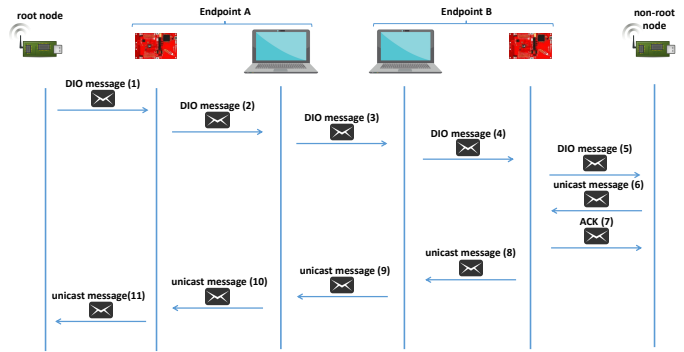 root node
Endpoint A
Endpoint B
non-root
node
DIO message (1)
DIO message (2)
DIO message (3)
DIO message (4)
DIO message (5)
unicast message (6)
ACK (7)
unicast message (8)
unicast message (9)
unicast message (10)
unicast message(11)